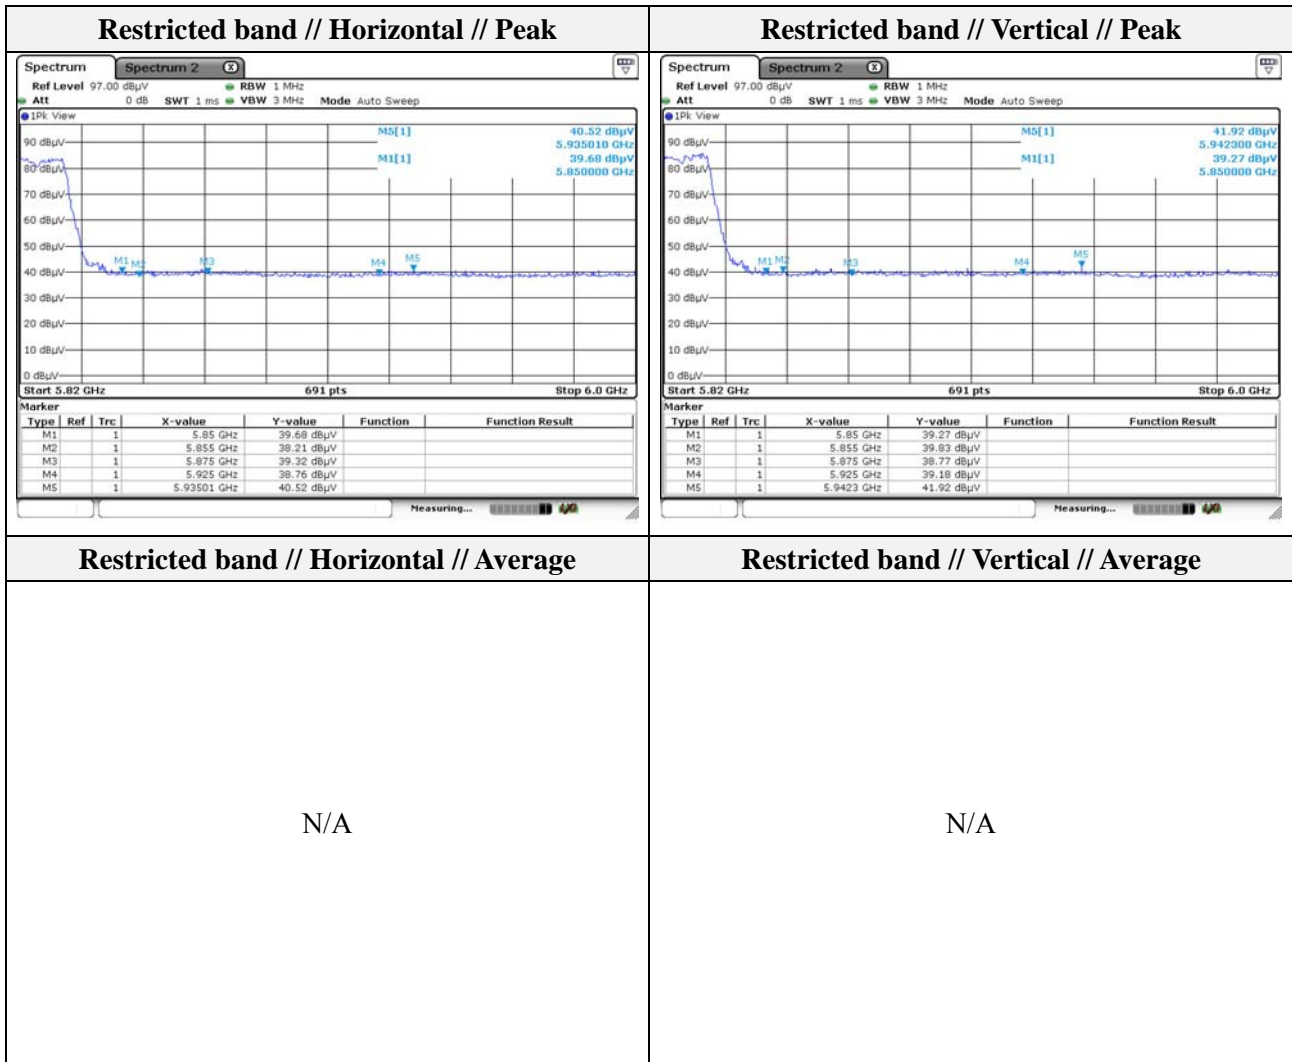 Restricted band // Horizontal // Peak
Spectrum Spectrum 2
Ref Level 97.00 dBµV RBW 1 MHz
Att 0 dB SWT 1 ms VBW 3 MHz Mode Auto Sweep
1Pk View
M5[1] 40.52 dBµV
5.935010 GHz
M1[1] 39.68 dBµV
5.850000 GHz
90 dBµV
80 dBµV
70 dBµV
60 dBµV
50 dBµV
M1 M2 M3 M4 M5
40 dBµV
30 dBµV
20 dBµV
10 dBµV
0 dBµV
Start 5.82 GHz 691 pts Stop 6.0 GHz
Marker
Type Ref Trc X-value Y-value Function Function Result
M1 1 5.85 GHz 39.68 dBµV
M2 1 5.855 GHz 38.21 dBµV
M3 1 5.875 GHz 39.32 dBµV
M4 1 5.925 GHz 38.76 dBµV
M5 1 5.93501 GHz 40.52 dBµV
Measuring...
Restricted band // Vertical // Peak
Spectrum Spectrum 2
Ref Level 97.00 dBµV RBW 1 MHz
Att 0 dB SWT 1 ms VBW 3 MHz Mode Auto Sweep
1Pk View
M5[1] 41.92 dBµV
5.942300 GHz
M1[1] 39.27 dBµV
5.850000 GHz
90 dBµV
80 dBµV
70 dBµV
60 dBµV
50 dBµV
M1 M2 M3 M4 M5
40 dBµV
30 dBµV
20 dBµV
10 dBµV
0 dBµV
Start 5.82 GHz 691 pts Stop 6.0 GHz
Marker
Type Ref Trc X-value Y-value Function Function Result
M1 1 5.85 GHz 39.27 dBµV
M2 1 5.855 GHz 39.83 dBµV
M3 1 5.875 GHz 38.77 dBµV
M4 1 5.925 GHz 39.18 dBµV
M5 1 5.9423 GHz 41.92 dBµV
Measuring...
Restricted band // Horizontal // Average
N/A
Restricted band // Vertical // Average
N/A